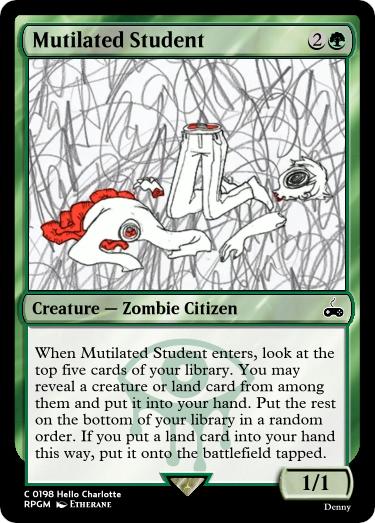 Mutilated Student 2
Creature — Zombie Citizen
When Mutilated Student enters, look at the
top five cards of your library. You may
reveal a creature or land card from among
them and put it into your hand. Put the rest
on the bottom of your library in a random
order. If you put a land card into your hand
this way, put it onto the battlefield tapped.
1/1
C 0198 Hello Charlotte
RPGM ETHERANE
Denny